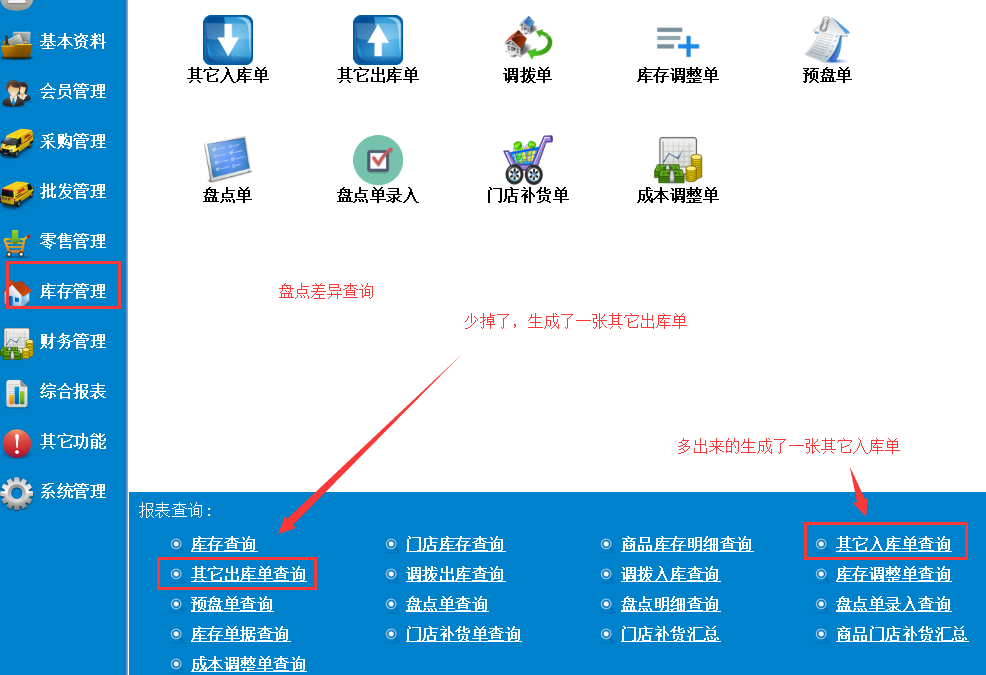 基本资料
会员管理
采购管理
批发管理
零售管理
库存管理
财务管理
综合报表
其它功能
系统管理
其它入库单 其它出库单 调拨单 库存调整单 预盘单
盘点单 盘点单录入 门店补货单 成本调整单
盘点差异查询
少掉了，生成了一张其它出库单
多出来的生成了一张其它入库单
报表查询：
库存查询 门店库存查询 商品库存明细查询 其它入库单查询
其它出库单查询 调拨出库查询 调拨入库查询 库存调整单查询
预盘单查询 盘点单查询 盘点明细查询 盘点单录入查询
库存单据查询 门店补货单查询 门店补货汇总 商品门店补货汇总
成本调整单查询